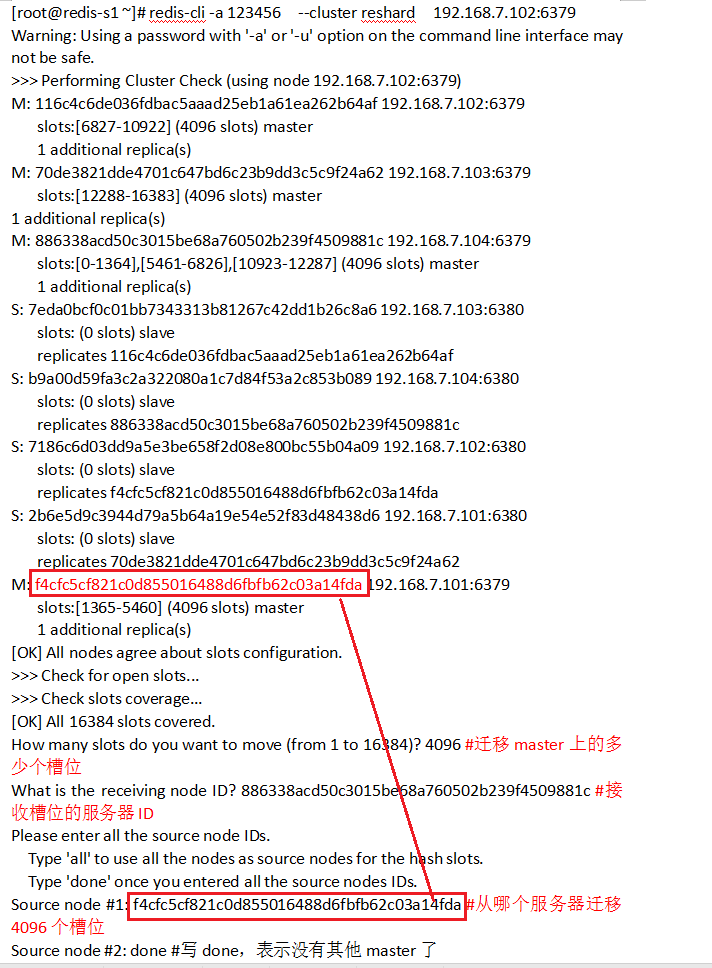 [root@redis-s1 ~]# redis-cli -a 123456 --cluster reshard 192.168.7.102:6379
Warning: Using a password with '-a' or '-u' option on the command line interface may
not be safe.
>>> Performing Cluster Check (using node 192.168.7.102:6379)
M: 116c4c6de036fdbac5aaad25eb1a61ea262b64af 192.168.7.102:6379
slots:[6827-10922] (4096 slots) master
1 additional replica(s)
M: 70de3821dde4701c647bd6c23b9dd3c5c9f24a62 192.168.7.103:6379
slots:[12288-16383] (4096 slots) master
1 additional replica(s)
M: 886338acd50c3015be68a760502b239f4509881c 192.168.7.104:6379
slots:[0-1364],[5461-6826],[10923-12287] (4096 slots) master
1 additional replica(s)
S: 7eda0bcf0c01bb7343313b81267c42dd1b26c8a6 192.168.7.103:6380
slots: (0 slots) slave
replicates 116c4c6de036fdbac5aaad25eb1a61ea262b64af
S: b9a00d59fa3c2a322080a1c7d84f53a2c853b089 192.168.7.104:6380
slots: (0 slots) slave
replicates 886338acd50c3015be68a760502b239f4509881c
S: 7186c6d03dd9a5e3be658f2d08e800bc55b04a09 192.168.7.102:6380
slots: (0 slots) slave
replicates f4cfc5cf821c0d855016488d6fbfb62c03a14fda
S: 2b6e5d9c3944d79a5b64a19e54e52f83d48438d6 192.168.7.101:6380
slots: (0 slots) slave
replicates 70de3821dde4701c647bd6c23b9dd3c5c9f24a62
M: f4cfc5cf821c0d855016488d6fbfb62c03a14fda 192.168.7.101:6379
slots:[1365-5460] (4096 slots) master
1 additional replica(s)
[OK] All nodes agree about slots configuration.
>>> Check for open slots...
>>> Check slots coverage...
[OK] All 16384 slots covered.
How many slots do you want to move (from 1 to 16384)? 4096 #迁移 master 上的多
少个槽位
What is the receiving node ID? 886338acd50c3015be68a760502b239f4509881c #接
收槽位的服务器 ID
Please enter all the source node IDs.
Type 'all' to use all the nodes as source nodes for the hash slots.
Type 'done' once you entered all the source nodes IDs.
Source node #1: f4cfc5cf821c0d855016488d6fbfb62c03a14fda #从哪个服务器迁移
4096 个槽位
Source node #2: done #写 done，表示没有其他 master 了